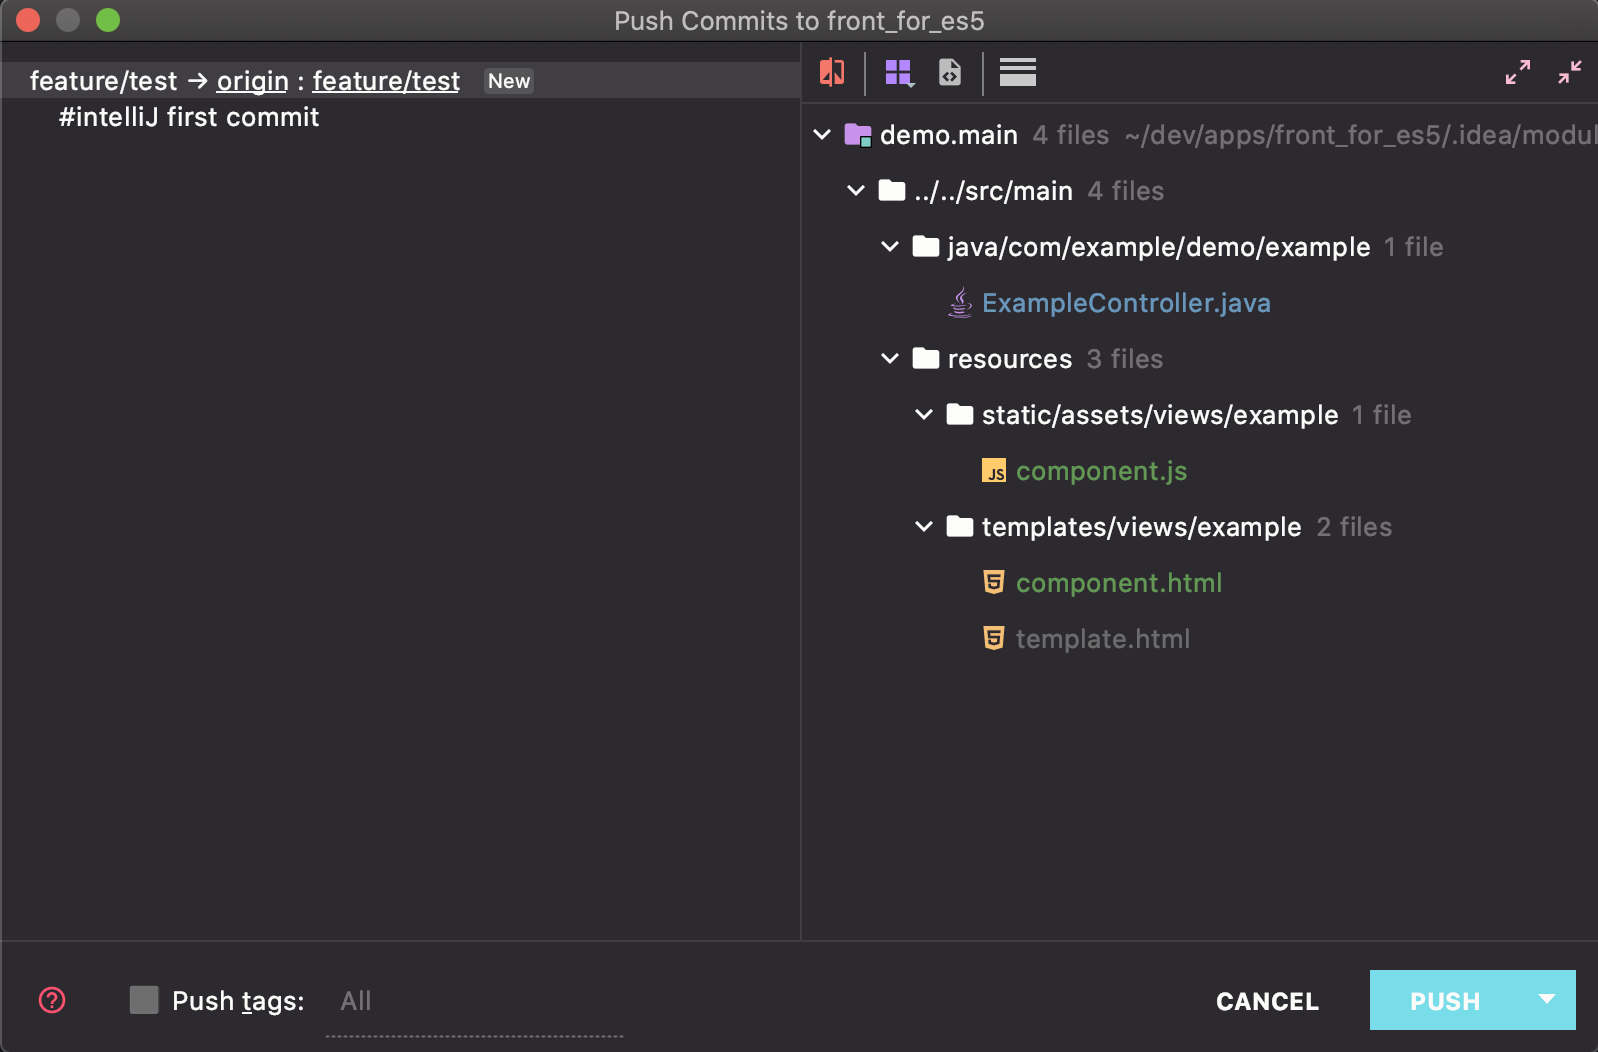 Push Commits to front_for_es5
feature/test → origin : feature/test New
#intelliJ first commit
demo.main 4 files ~/dev/apps/front_for_es5/.idea/modul
../../src/main 4 files
java/com/example/demo/example 1 file
ExampleController.java
resources 3 files
static/assets/views/example 1 file
JS component.js
templates/views/example 2 files
5 component.html
5 template.html
? Push tags: All
CANCEL PUSH